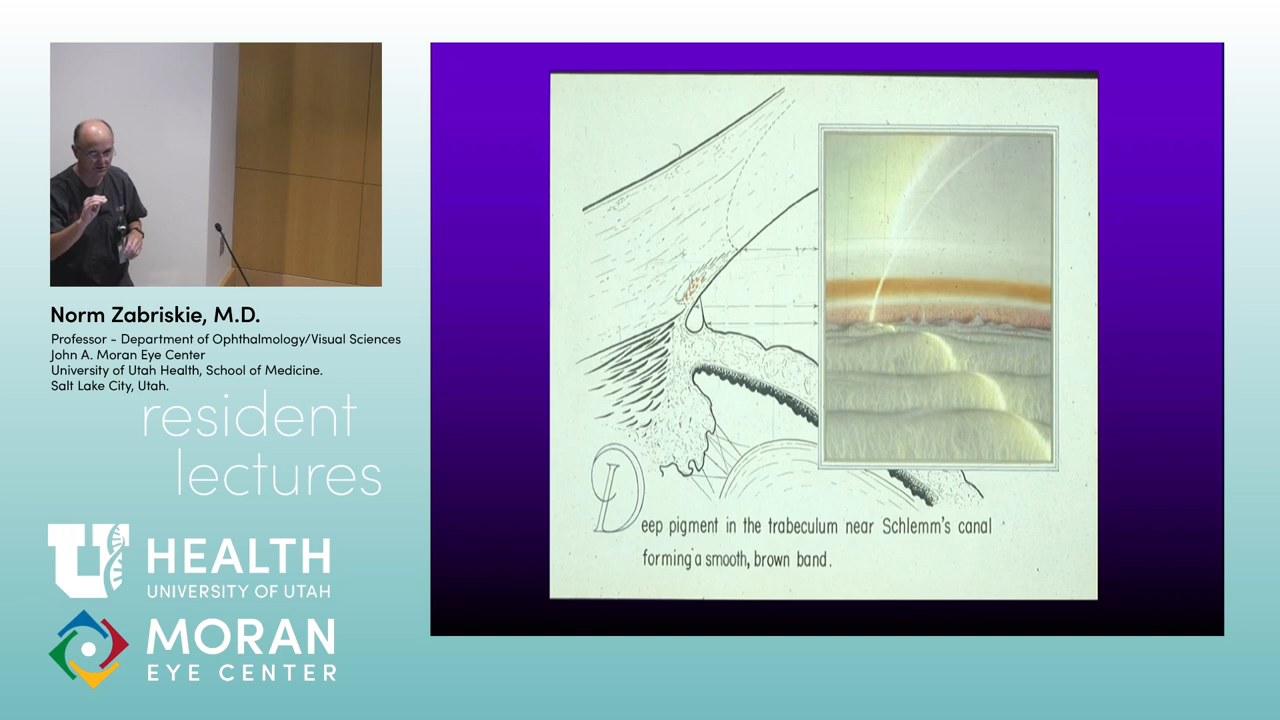 Norm Zabriskie, M.D.
Professor - Department of Ophthalmology/Visual Sciences
John A. Moran Eye Center
University of Utah Health, School of Medicine.
Salt Lake City, Utah.
resident
lectures
U HEALTH
UNIVERSITY OF UTAH
MORAN
EYE CENTER
Deep pigment in the trabeculum near Schlemm's canal
forming a smooth, brown band.